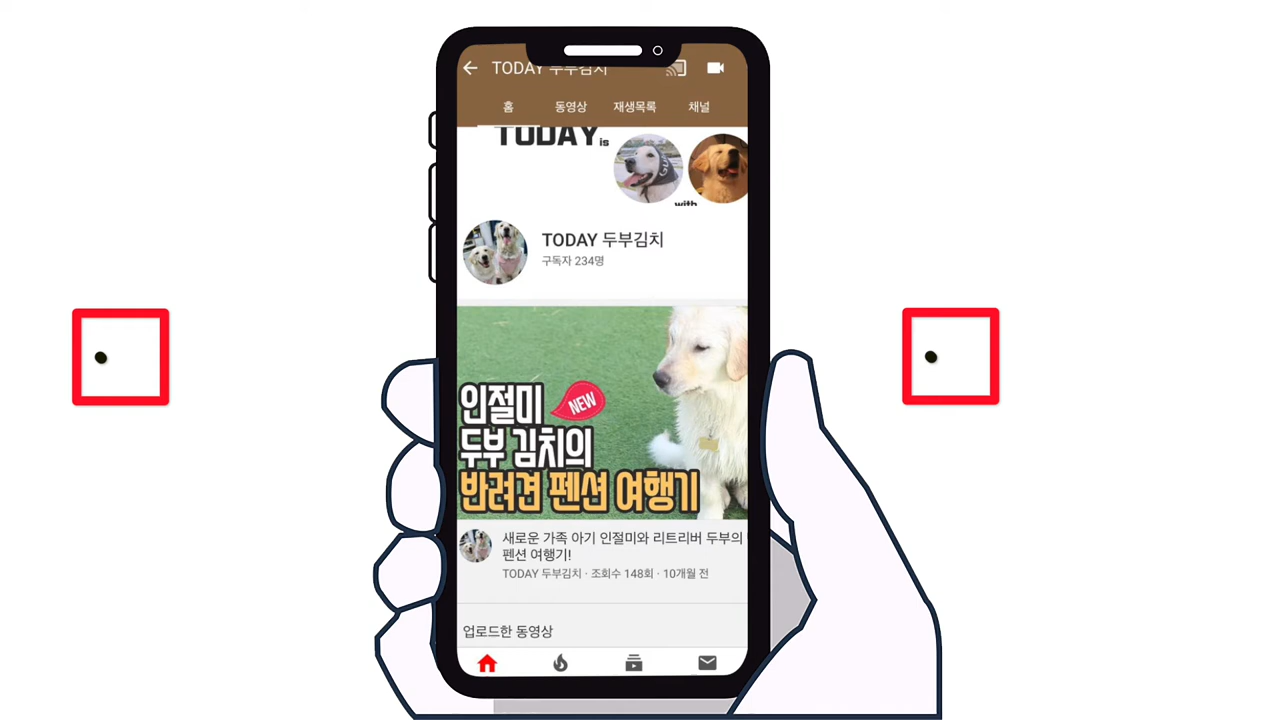 TODAY 두부김치
홈 동영상 재생목록 채널
TODAY is
with
TODAY 두부김치
구독자 234명
인절미
NEW
두부 김치의
반려견 펜션 여행기
새로운 가족 아기 인절미와 리트리버 두부의
펜션 여행기!
TODAY 두부김치 · 조회수 148회 · 10개월 전
업로드한 동영상